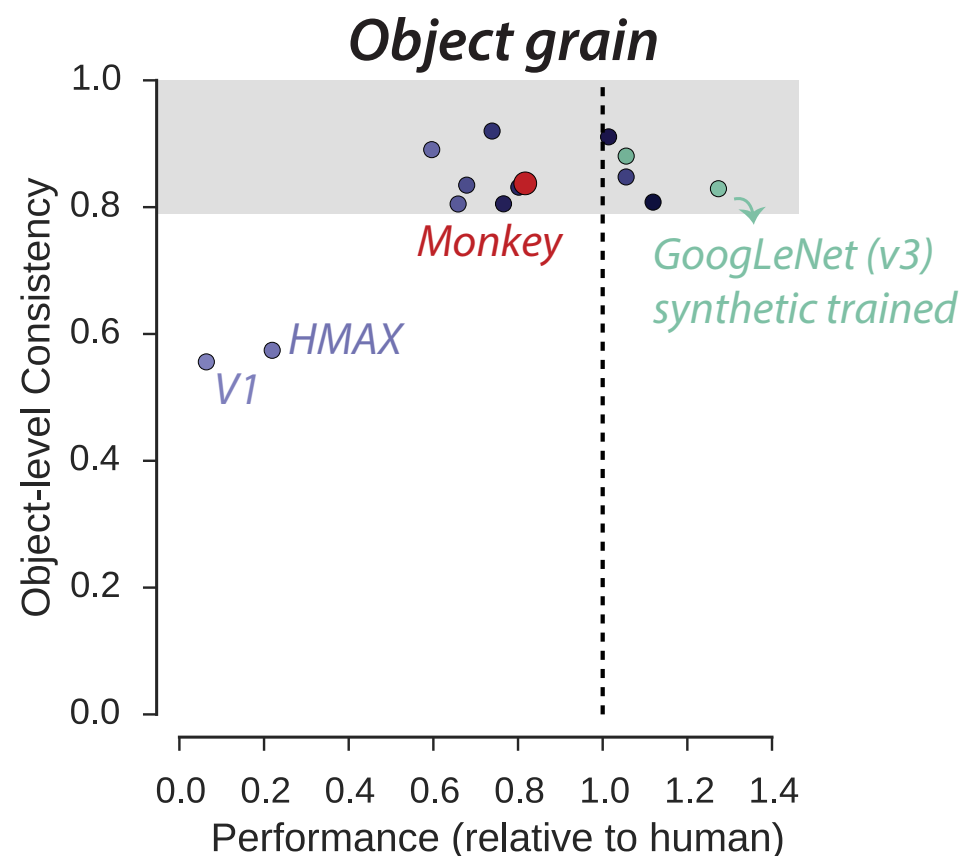 Object grain
1.0
0.8
0.6
0.4
0.2
0.0
Object-level Consistency
Monkey
GoogLeNet (v3)
synthetic trained
HMAX
V1
0.0 0.2 0.4 0.6 0.8 1.0 1.2 1.4
Performance (relative to human)